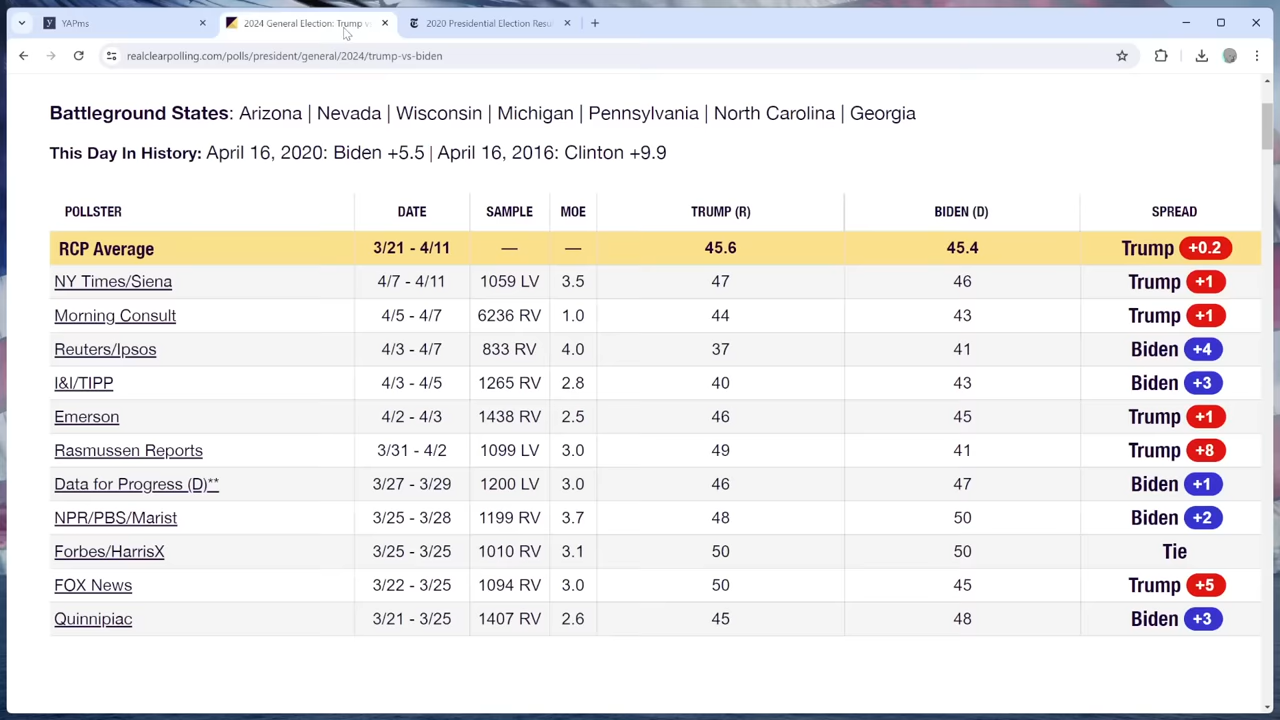 YAPms
2024 General Election: Trump vs
2020 Presidential Election Resu
realclearpolling.com/polls/president/general/2024/trump-vs-biden
Battleground States: Arizona | Nevada | Wisconsin | Michigan | Pennsylvania | North Carolina | Georgia
This Day In History: April 16, 2020: Biden +5.5 | April 16, 2016: Clinton +9.9
POLLSTER DATE SAMPLE MOE TRUMP (R) BIDEN (D) SPREAD
RCP Average 3/21 - 4/11 — — 45.6 45.4 Trump +0.2
NY Times/Siena 4/7 - 4/11 1059 LV 3.5 47 46 Trump +1
Morning Consult 4/5 - 4/7 6236 RV 1.0 44 43 Trump +1
Reuters/Ipsos 4/3 - 4/7 833 RV 4.0 37 41 Biden +4
I&I/TIPP 4/3 - 4/5 1265 RV 2.8 40 43 Biden +3
Emerson 4/2 - 4/3 1438 RV 2.5 46 45 Trump +1
Rasmussen Reports 3/31 - 4/2 1099 LV 3.0 49 41 Trump +8
Data for Progress (D)** 3/27 - 3/29 1200 LV 3.0 46 47 Biden +1
NPR/PBS/Marist 3/25 - 3/28 1199 RV 3.7 48 50 Biden +2
Forbes/HarrisX 3/25 - 3/25 1010 RV 3.1 50 50 Tie
FOX News 3/22 - 3/25 1094 RV 3.0 50 45 Trump +5
Quinnipiac 3/21 - 3/25 1407 RV 2.6 45 48 Biden +3